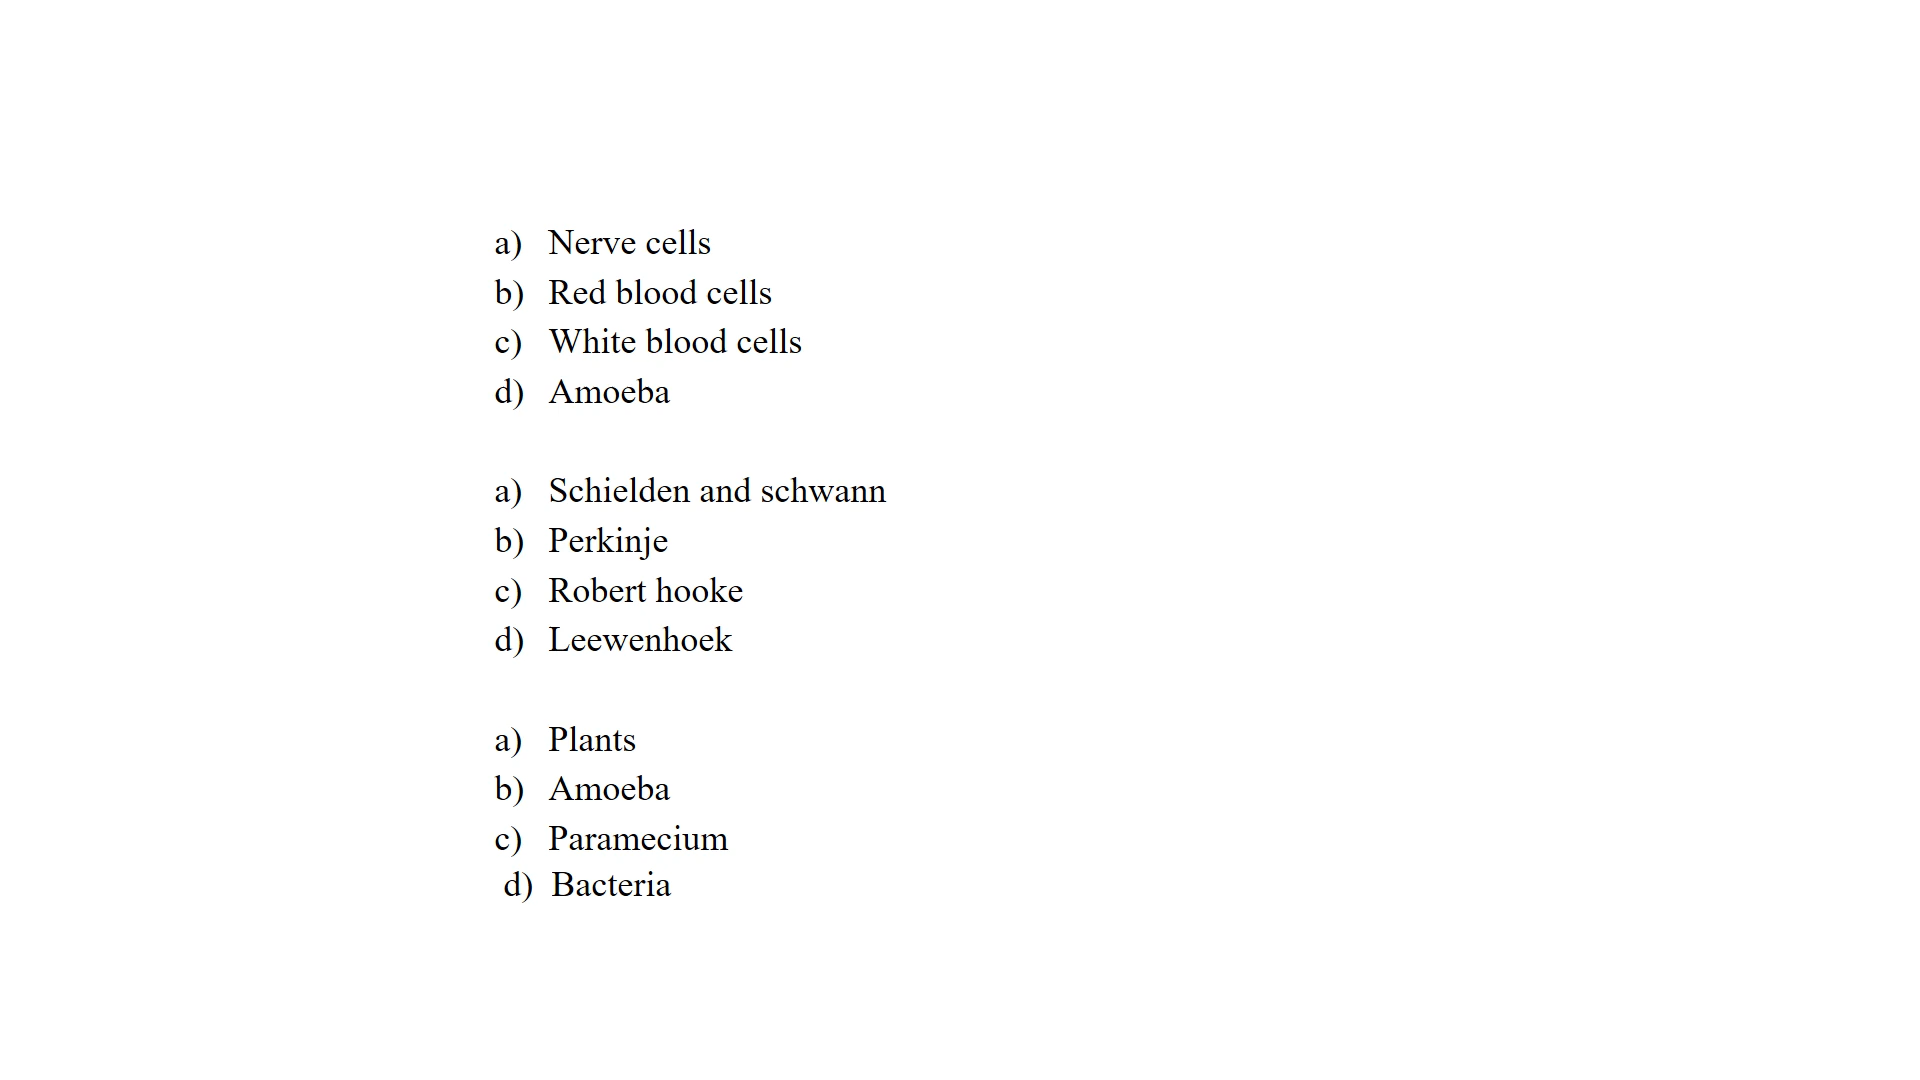 a) Nerve cells
b) Red blood cells
c) White blood cells
d) Amoeba
a) Schielden and schwann
b) Perkinje
c) Robert hooke
d) Leewenhoek
a) Plants
b) Amoeba
c) Paramecium
d) Bacteria